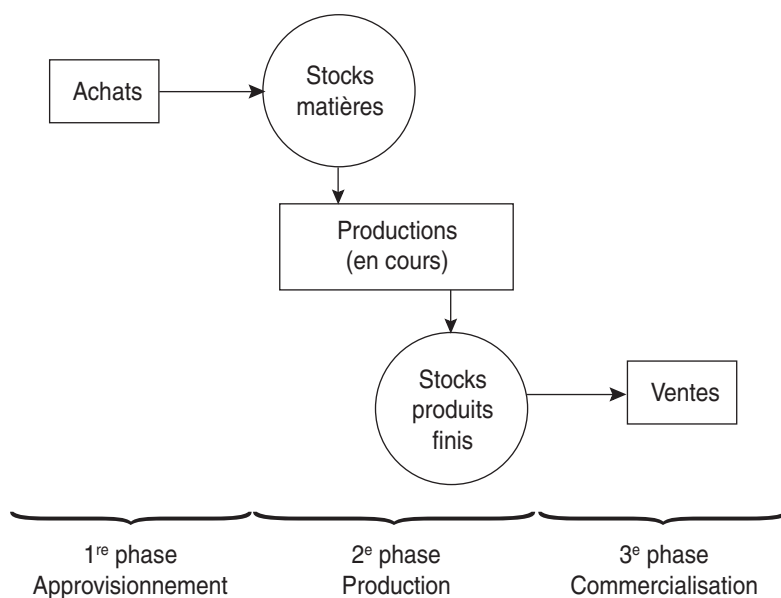 Achats
Stocks
matières
Productions
(en cours)
Stocks
produits
finis
Ventes
1re phase
Approvisionnement
2e phase
Production
3e phase
Commercialisation